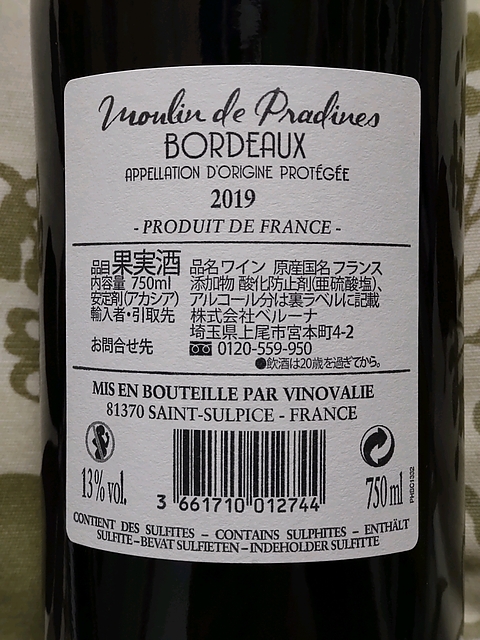 Moulin de Pradines
BORDEAUX
APPELLATION D'ORIGINE PROTÉGÉE
2019
- PRODUIT DE FRANCE -
品目 果実酒 品名 ワイン 原産国名 フランス
内容量 750ml 添加物 酸化防止剤(亜硫酸塩)、
安定剤(アカシア) アルコール分は裏ラベルに記載
輸入者・引取先 株式会社ベルーナ
埼玉県上尾市宮本町4-2
お問合せ先 0120-559-950
●飲酒は20歳を過ぎてから。
MIS EN BOUTEILLE PAR VINOVALIE
81370 SAINT-SULPICE - FRANCE
13% vol.
3 661710 012744
750 ml
PHBO1332
CONTIENT DES SULFITES – CONTAINS SULPHITES – ENTHÄLT
SULFITE – BEVAT SULFIETEN – INDEHOLDER SULFITTE